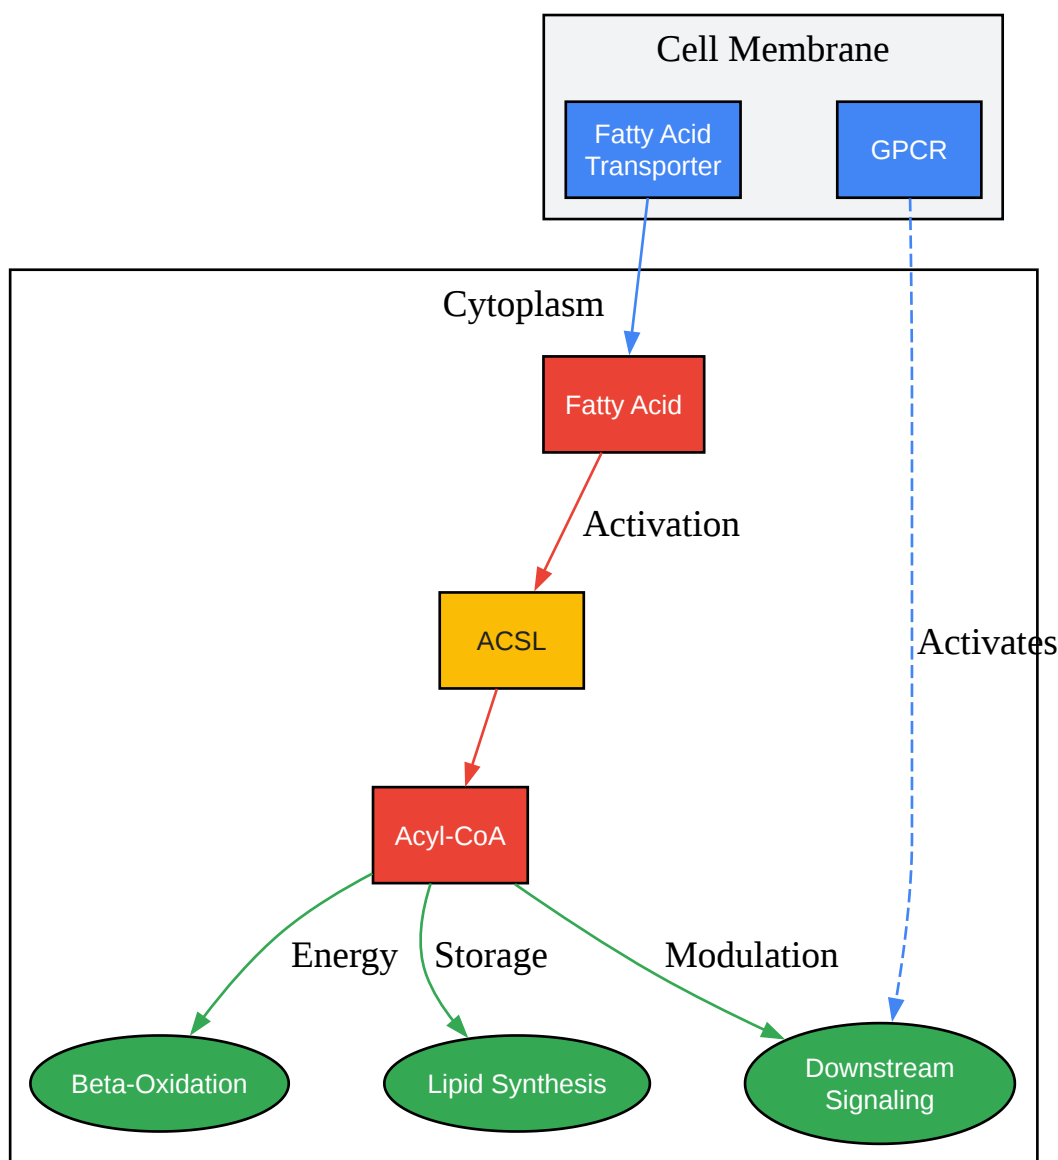 Cell Membrane
Fatty Acid
Transporter
GPCR
Cytoplasm
Fatty Acid
Activation
ACSL
Activates
Acyl-CoA
Energy
Storage
Modulation
Beta-Oxidation
Lipid Synthesis
Downstream
Signaling